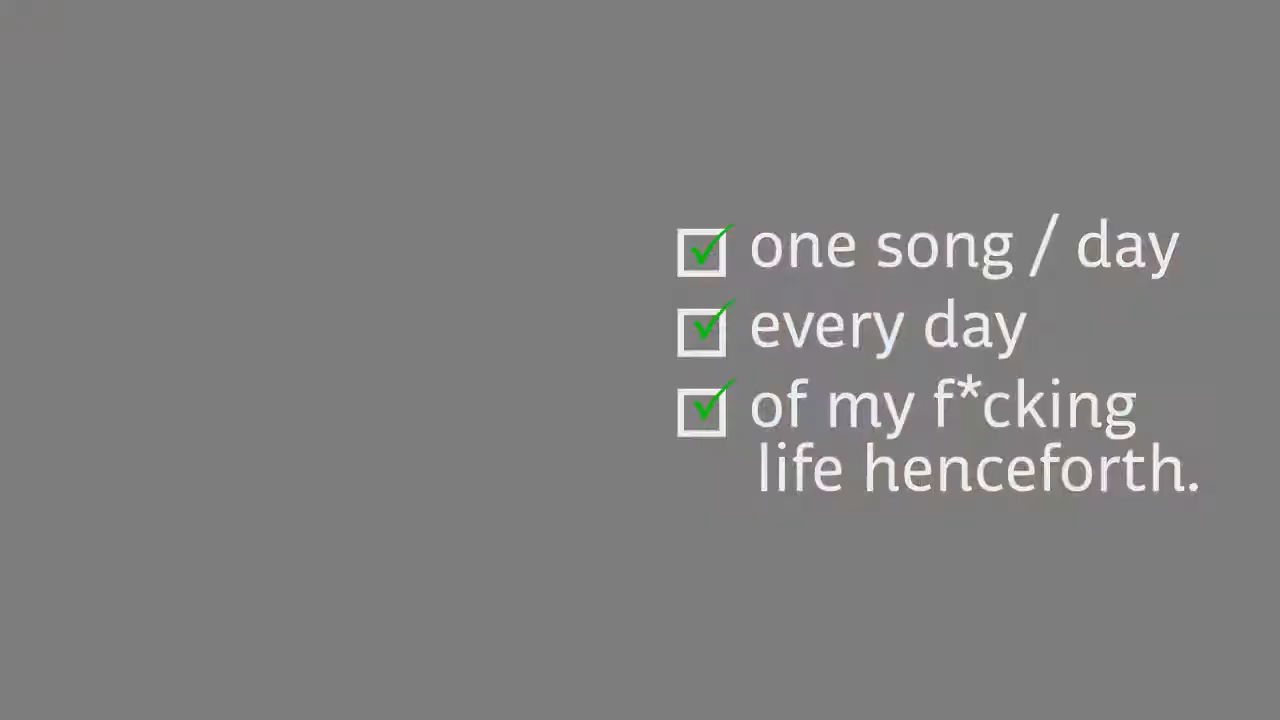 one song / day
every day
of my f*cking
life henceforth.